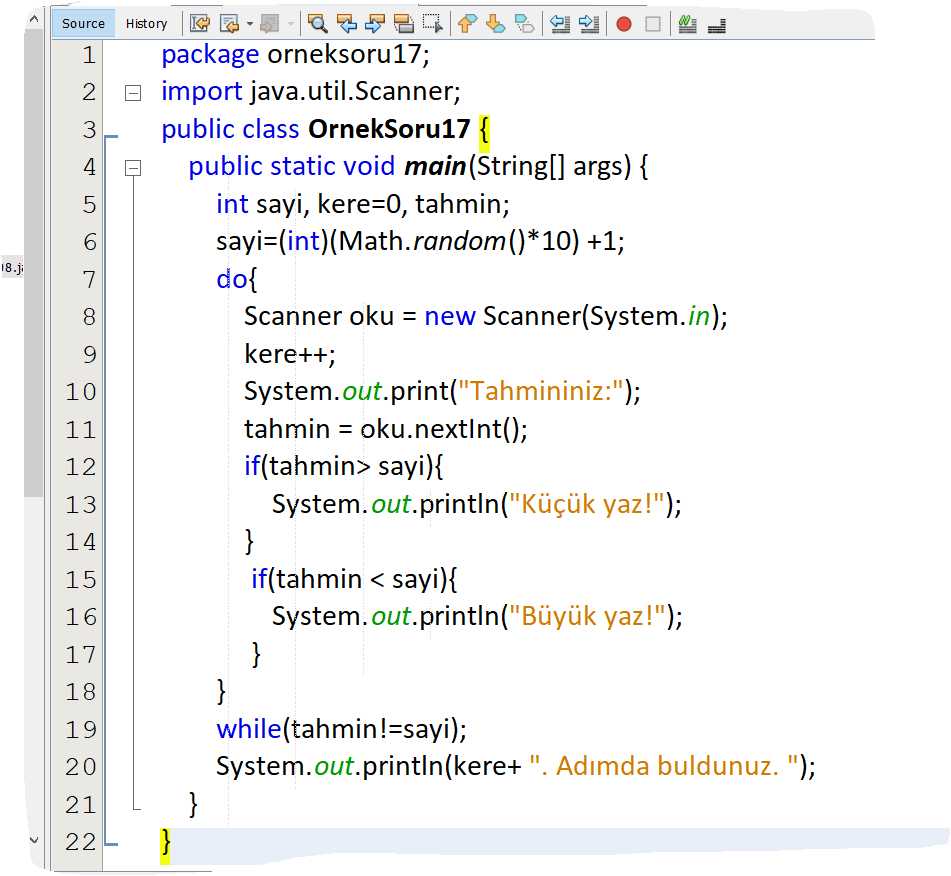 Source History
1 package orneksoru17;
2 import java.util.Scanner;
3 public class OrnekSoru17 {
4 public static void main(String[] args) {
5 int sayi, kere=0, tahmin;
6 sayi=(int)(Math.random()*10) +1;
7 do{
8 Scanner oku = new Scanner(System.in);
9 kere++;
10 System.out.print("Tahmininiz:");
11 tahmin = oku.nextInt();
12 if(tahmin> sayi){
13 System.out.println("Küçük yaz!");
14 }
15 if(tahmin < sayi){
16 System.out.println("Büyük yaz!");
17 }
18 }
19 while(tahmin!=sayi);
20 System.out.println(kere+ ". Adımda buldunuz. ");
21 }
22 }